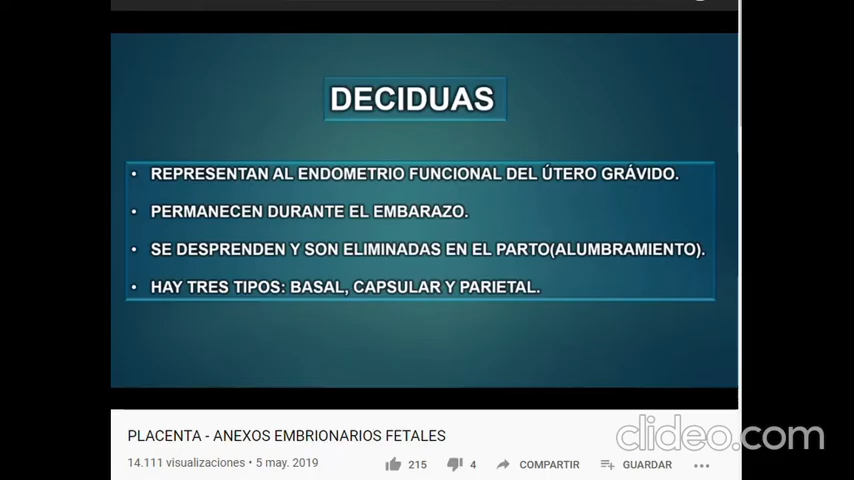 DECIDUAS
• REPRESENTAN AL ENDOMETRIO FUNCIONAL DEL ÚTERO GRÁVIDO.
• PERMANECEN DURANTE EL EMBARAZO.
• SE DESPRENDEN Y SON ELIMINADAS EN EL PARTO(ALUMBRAMIENTO).
• HAY TRES TIPOS: BASAL, CAPSULAR Y PARIETAL.
PLACENTA - ANEXOS EMBRIONARIOS FETALES
clideo.com
14.111 visualizaciones • 5 may. 2019 215 4 COMPARTIR GUARDAR